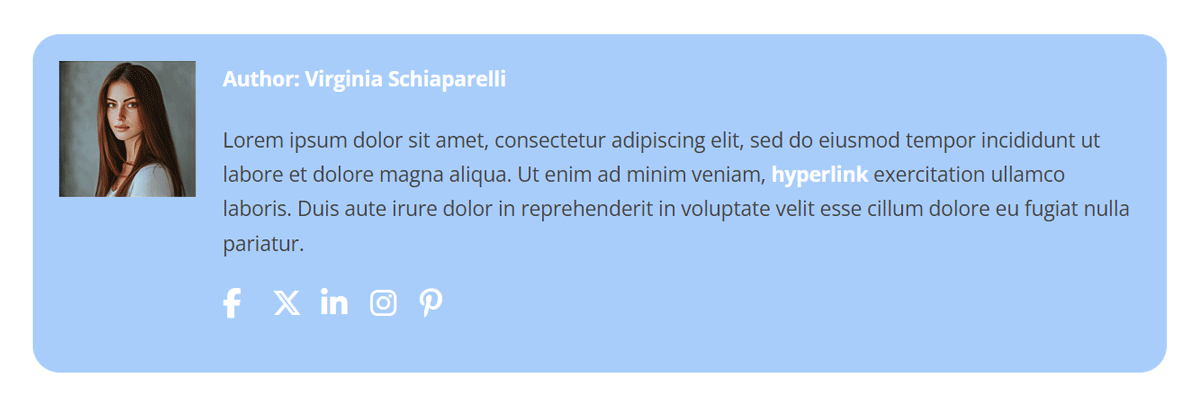 Author: Virginia Schiaparelli
Lorem ipsum dolor sit amet, consectetur adipiscing elit, sed do eiusmod tempor incididunt ut
labore et dolore magna aliqua. Ut enim ad minim veniam, hyperlink exercitation ullamco
laboris. Duis aute irure dolor in reprehenderit in voluptate velit esse cillum dolore eu fugiat nulla
pariatur.